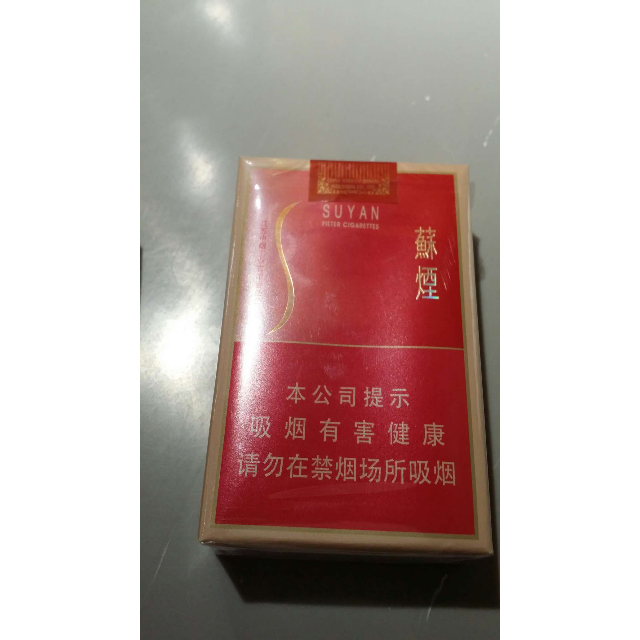 SUYAN
FILTER CIGARETTES
蘇
煙
本公司提示
吸烟有害健康
请勿在禁烟场所吸烟